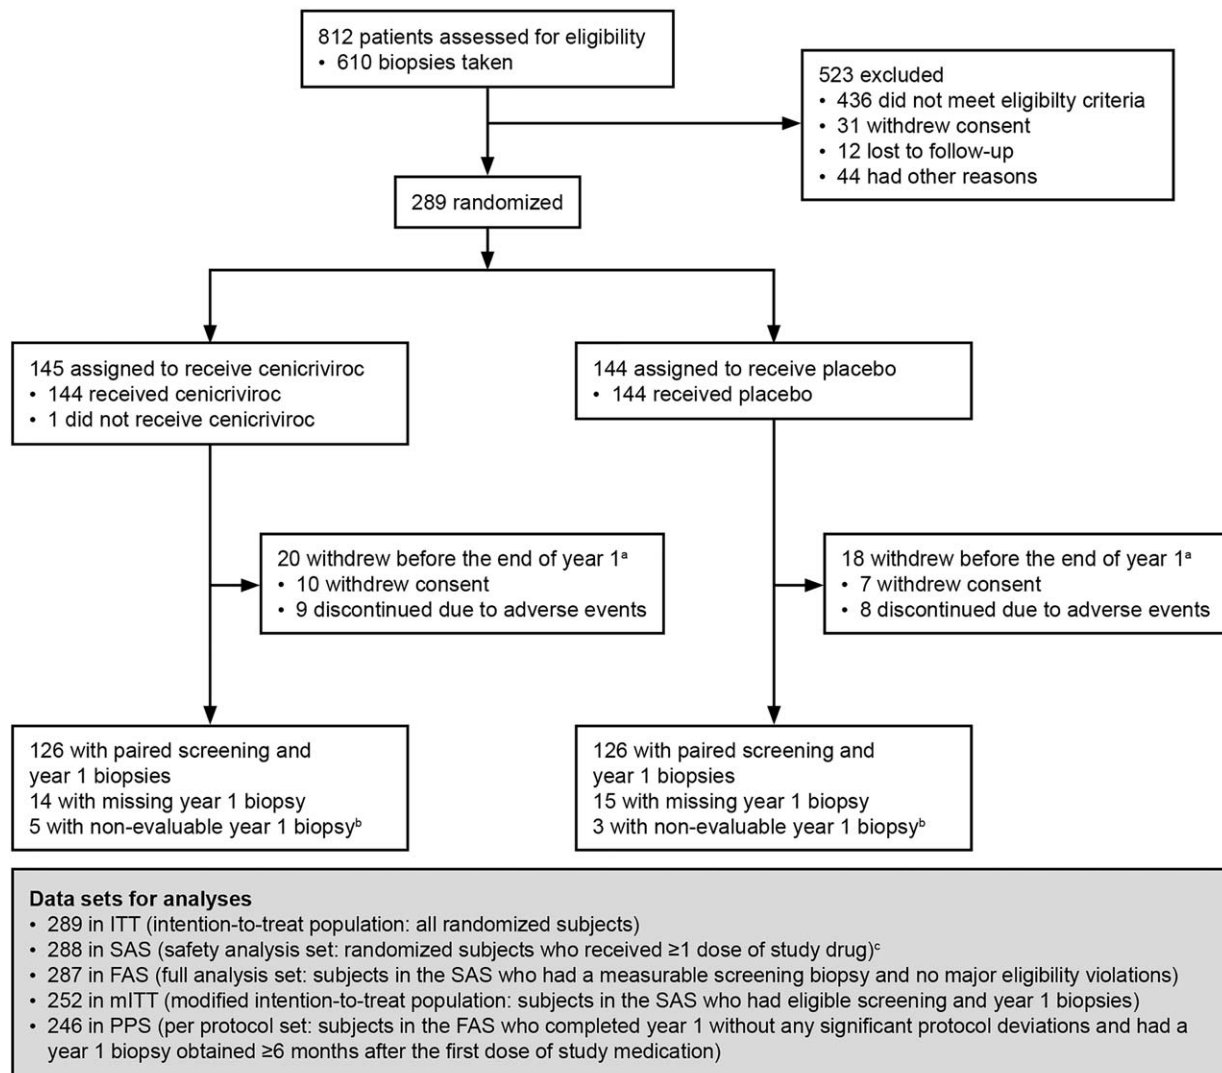 812 patients assessed for eligibility
• 610 biopsies taken
523 excluded
• 436 did not meet eligibilty criteria
• 31 withdrew consent
• 12 lost to follow-up
• 44 had other reasons
289 randomized
145 assigned to receive cenicriviroc
• 144 received cenicriviroc
• 1 did not receive cenicriviroc
144 assigned to receive placebo
• 144 received placebo
20 withdrew before the end of year 1ᵃ
• 10 withdrew consent
• 9 discontinued due to adverse events
18 withdrew before the end of year 1ᵃ
• 7 withdrew consent
• 8 discontinued due to adverse events
126 with paired screening and
year 1 biopsies
14 with missing year 1 biopsy
5 with non-evaluable year 1 biopsyᵇ
126 with paired screening and
year 1 biopsies
15 with missing year 1 biopsy
3 with non-evaluable year 1 biopsyᵇ
Data sets for analyses
• 289 in ITT (intention-to-treat population: all randomized subjects)
• 288 in SAS (safety analysis set: randomized subjects who received ≥1 dose of study drug)ᶜ
• 287 in FAS (full analysis set: subjects in the SAS who had a measurable screening biopsy and no major eligibility violations)
• 252 in mITT (modified intention-to-treat population: subjects in the SAS who had eligible screening and year 1 biopsies)
• 246 in PPS (per protocol set: subjects in the FAS who completed year 1 without any significant protocol deviations and had a
year 1 biopsy obtained ≥6 months after the first dose of study medication)